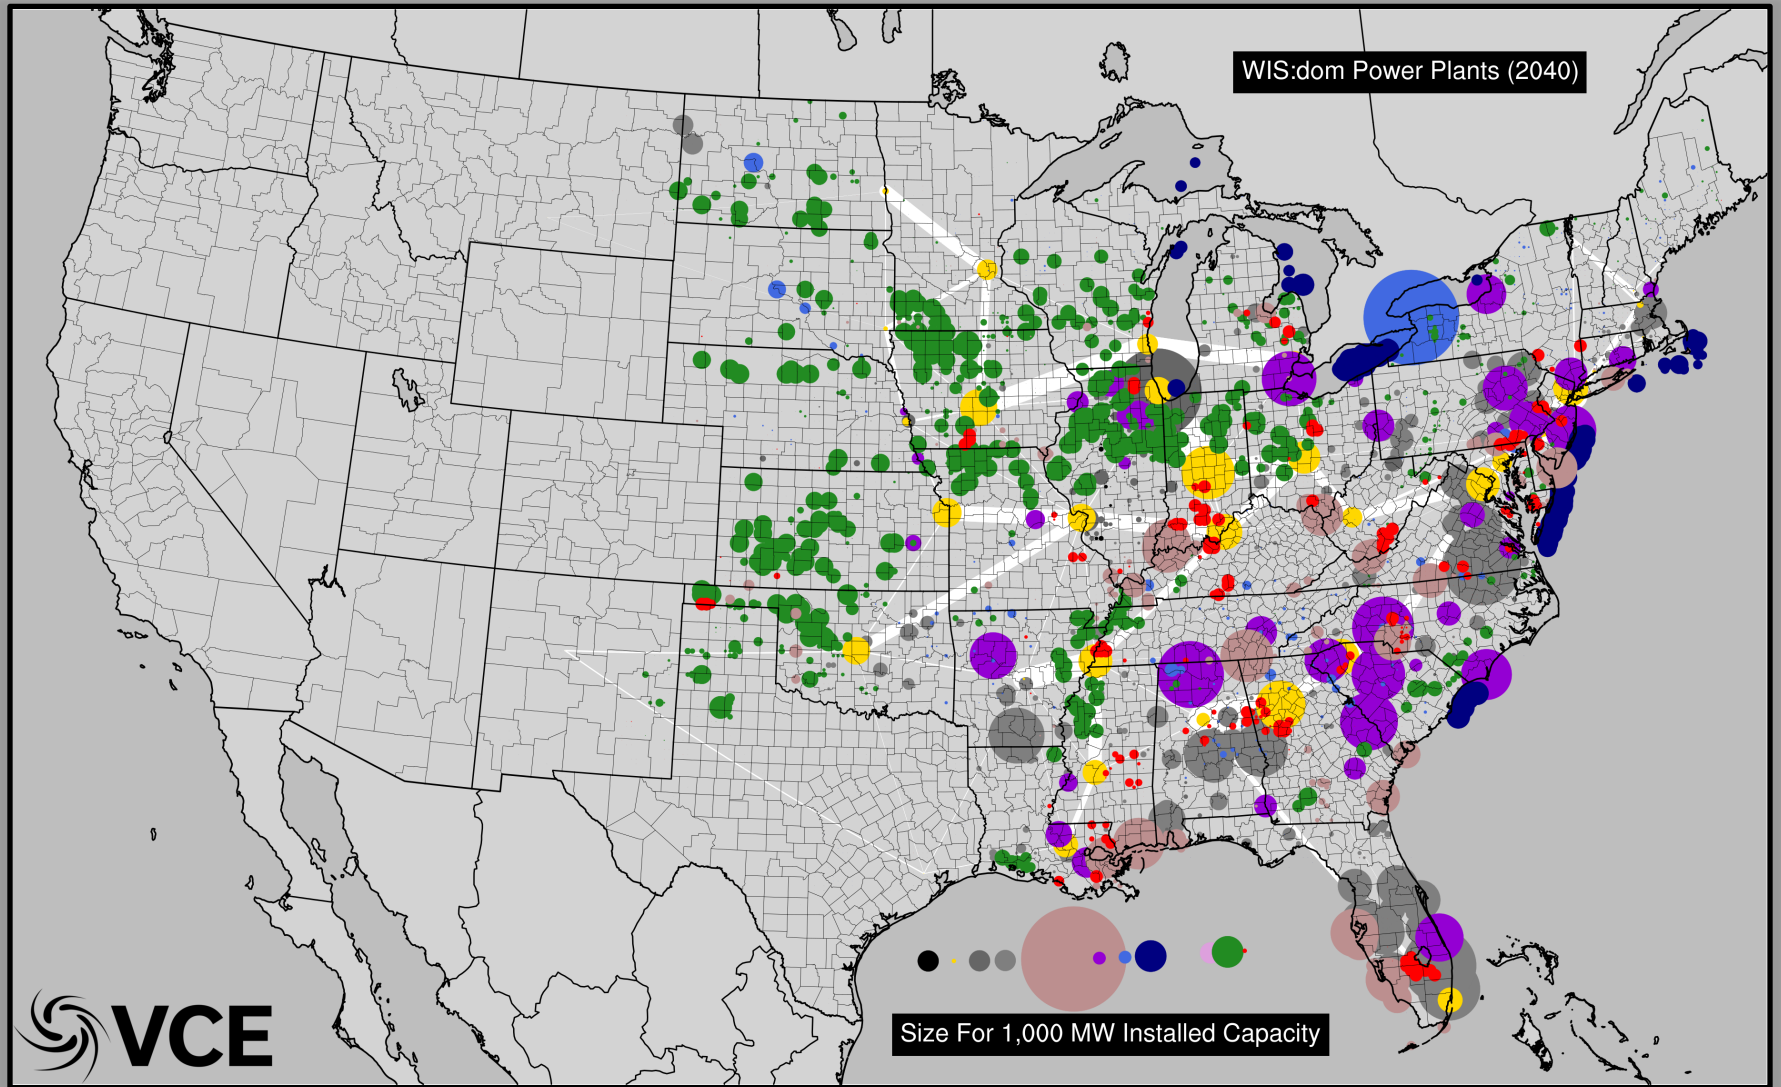 WIS:dom Power Plants (2040)
VCE
Size For 1,000 MW Installed Capacity